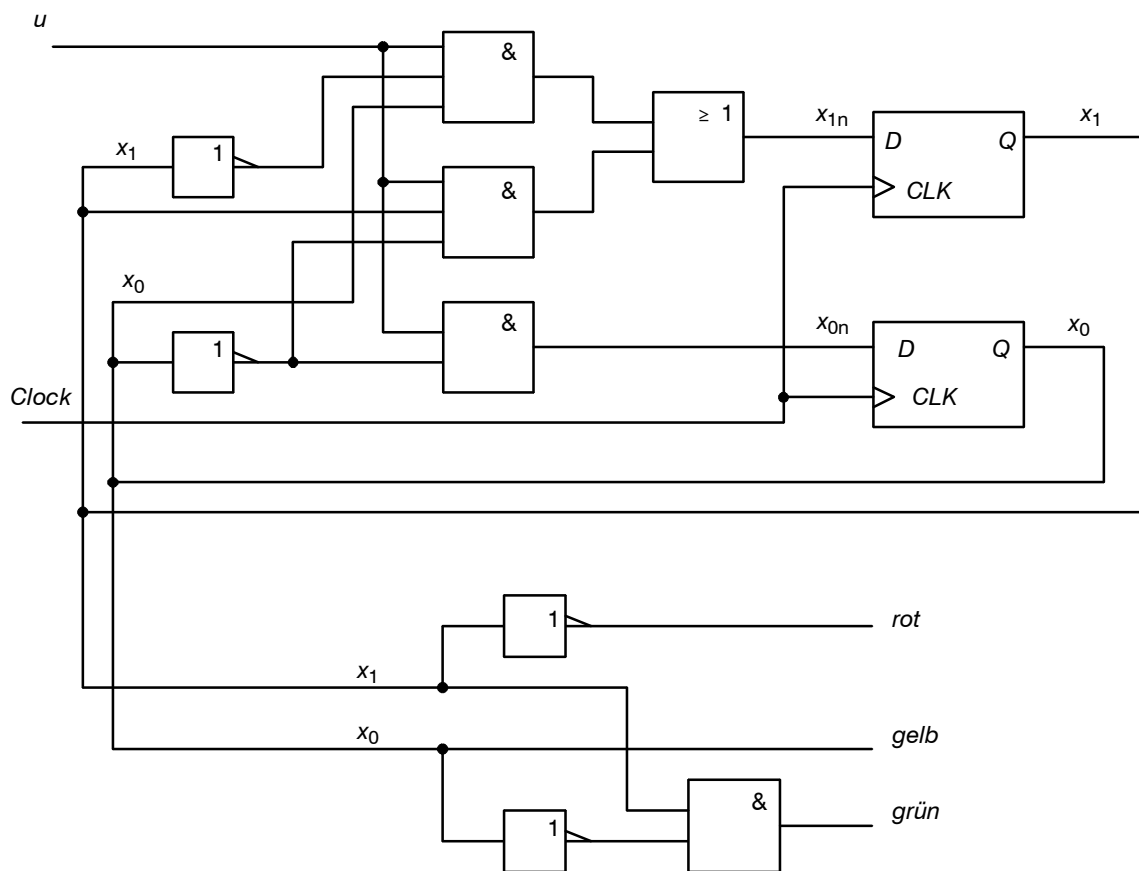 u
&
≥ 1
x1n
x1
D
Q
CLK
x1
1
&
x0
&
x0n
x0
D
Q
CLK
1
Clock
1
rot
x1
x0
gelb
&
grün
1